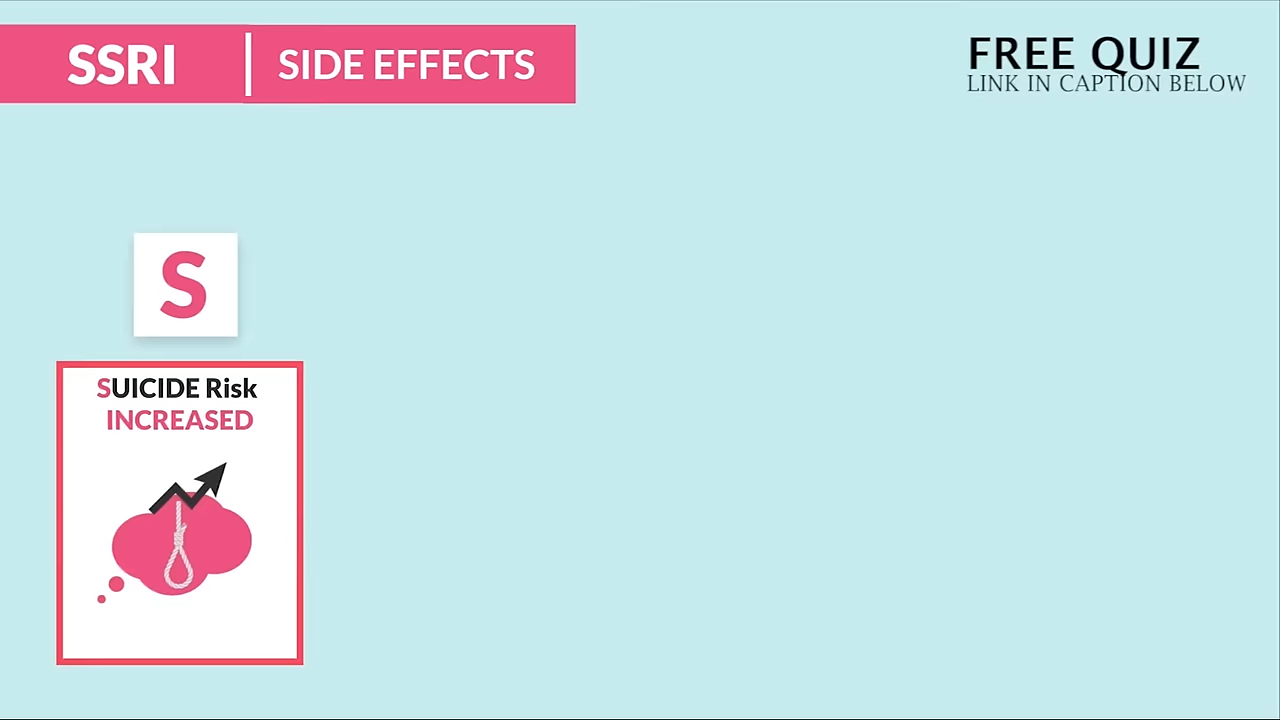 SSRI | SIDE EFFECTS
FREE QUIZ
LINK IN CAPTION BELOW
S
SUICIDE Risk
INCREASED